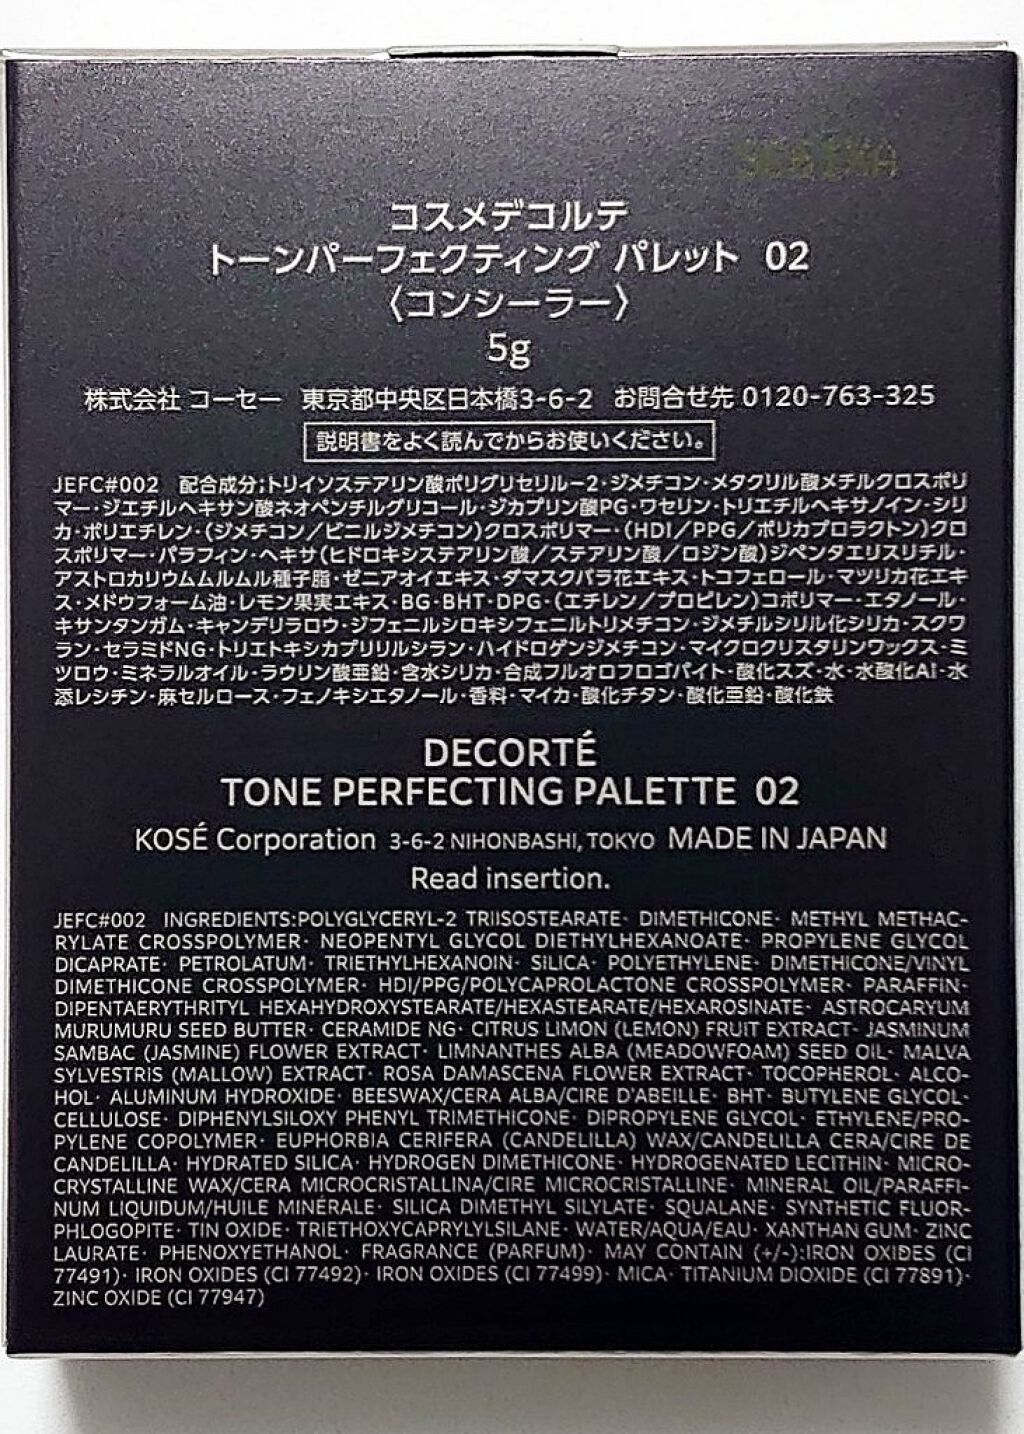 コスメデコルテ
トーンパーフェクティング パレット 02
〈コンシーラー〉
5g
株式会社 コーセー 東京都中央区日本橋3-6-2 お問合せ先 0120-763-325
説明書をよく読んでからお使いください。
JEFC#002 配合成分;トリイソステアリン酸ポリグリセリル-2・ジメチコン・メタクリル酸メチルクロスポリ
マー・ジエチルヘキサン酸ネオペンチルグリコール・ジカプリン酸PG・ワセリン・トリエチルヘキサノイン・シリ
カ・ポリエチレン・(ジメチコン/ビニルジメチコン)クロスポリマー・(HDI/PPG/ポリカプロラクトン)クロ
スポリマー・パラフィン・ヘキサ(ヒドロキシステアリン酸/ステアリン酸/ロジン酸)ジペンタエリスリチル・
アストロカリウムムルムル種子脂・ゼニアオイエキス・ダマスクバラ花エキス・トコフェロール・マツリカ花エキ
ス・メドウフォーム油・レモン果実エキス・BG・BHT・DPG・(エチレン/プロピレン)コポリマー・エタノール・
キサンタンガム・キャンデリラロウ・ジフェニルシロキシフェニルトリメチコン・ジメチルシリル化シリカ・スクワ
ラン・セラミドNG・トリエトキシカプリリルシラン・ハイドロゲンジメチコン・マイクロクリスタリンワックス・ミ
ツロウ・ミネラルオイル・ラウリン酸亜鉛・含水シリカ・合成フルオロフロゴパイト・酸化スズ・水・水酸化Al・水
添レシチン・麻セルロース・フェノキシエタノール・香料・マイカ・酸化チタン・酸化亜鉛・酸化鉄
DECORTÉ
TONE PERFECTING PALETTE 02
KOSÉ Corporation 3-6-2 NIHONBASHI, TOKYO MADE IN JAPAN
Read insertion.
JEFC#002 INGREDIENTS:POLYGLYCERYL-2 TRIISOSTEARATE· DIMETHICONE· METHYL METHAC-
RYLATE CROSSPOLYMER· NEOPENTYL GLYCOL DIETHYLHEXANOATE· PROPYLENE GLYCOL
DICAPRATE· PETROLATUM· TRIETHYLHEXANOIN· SILICA· POLYETHYLENE· DIMETHICONE/VINYL
DIMETHICONE CROSSPOLYMER· HDI/PPG/POLYCAPROLACTONE CROSSPOLYMER· PARAFFIN·
DIPENTAERYTHRITYL HEXAHYDROXYSTEARATE/HEXASTEARATE/HEXAROSINATE· ASTROCARYUM
MURUMURU SEED BUTTER· CERAMIDE NG· CITRUS LIMON (LEMON) FRUIT EXTRACT· JASMINUM
SAMBAC (JASMINE) FLOWER EXTRACT· LIMNANTHES ALBA (MEADOWFOAM) SEED OIL· MALVA
SYLVESTRIS (MALLOW) EXTRACT· ROSA DAMASCENA FLOWER EXTRACT· TOCOPHEROL· ALCO-
HOL· ALUMINUM HYDROXIDE· BEESWAX/CERA ALBA/CIRE D'ABEILLE· BHT· BUTYLENE GLYCOL·
CELLULOSE· DIPHENYLSILOXY PHENYL TRIMETHICONE· DIPROPYLENE GLYCOL· ETHYLENE/PRO-
PYLENE COPOLYMER· EUPHORBIA CERIFERA (CANDELILLA) WAX/CANDELILLA CERA/CIRE DE
CANDELILLA· HYDRATED SILICA· HYDROGEN DIMETHICONE· HYDROGENATED LECITHIN· MICRO-
CRYSTALLINE WAX/CERA MICROCRISTALLINA/CIRE MICROCRISTALLINE· MINERAL OIL/PARAFFI-
NUM LIQUIDUM/HUILE MINÉRALE· SILICA DIMETHYL SILYLATE· SQUALANE· SYNTHETIC FLUOR-
PHLOGOPITE· TIN OXIDE· TRIETHOXYCAPRYLYLSILANE· WATER/AQUA/EAU· XANTHAN GUM· ZINC
LAURATE· PHENOXYETHANOL· FRAGRANCE (PARFUM)· MAY CONTAIN (+/-):IRON OXIDES (CI
77491)· IRON OXIDES (CI 77492)· IRON OXIDES (CI 77499)· MICA· TITANIUM DIOXIDE (CI 77891)·
ZINC OXIDE (CI 77947)